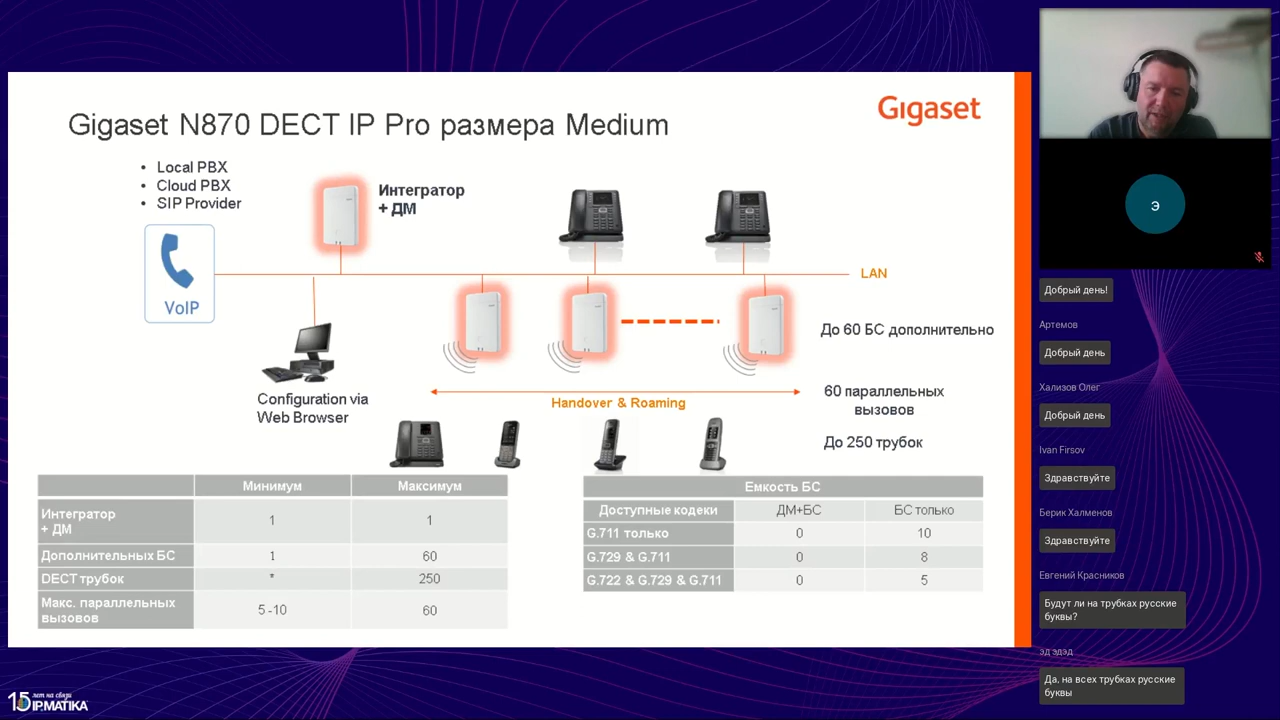 Gigaset N870 DECT IP Pro размера Medium
Gigaset
• Local PBX
• Cloud PBX
• SIP Provider
Интегратор
+ ДМ
VoIP
LAN
До 60 БС дополнительно
Configuration via
Web Browser
Handover & Roaming
60 параллельных
вызовов
До 250 трубок
Минимум Максимум
Интегратор
+ ДМ
1 1
Дополнительных БС 1 60
DECT трубок * 250
Макс. параллельных
вызовов
5 -10 60
Емкость БС
Доступные кодеки ДМ+БС БС только
G.711 только 0 10
G.729 & G.711 0 8
G.722 & G.729 & G.711 0 5
15 лет на связи
IPMATIKA
э
Добрый день!
Артемов
Добрый день
Хализов Олег
Добрый день
Ivan Firsov
Здравствуйте
Берик Халменов
Здравствуйте
Евгений Красников
Будут ли на трубках русские
буквы?
эд эдэд
Да, на всех трубках русские
буквы